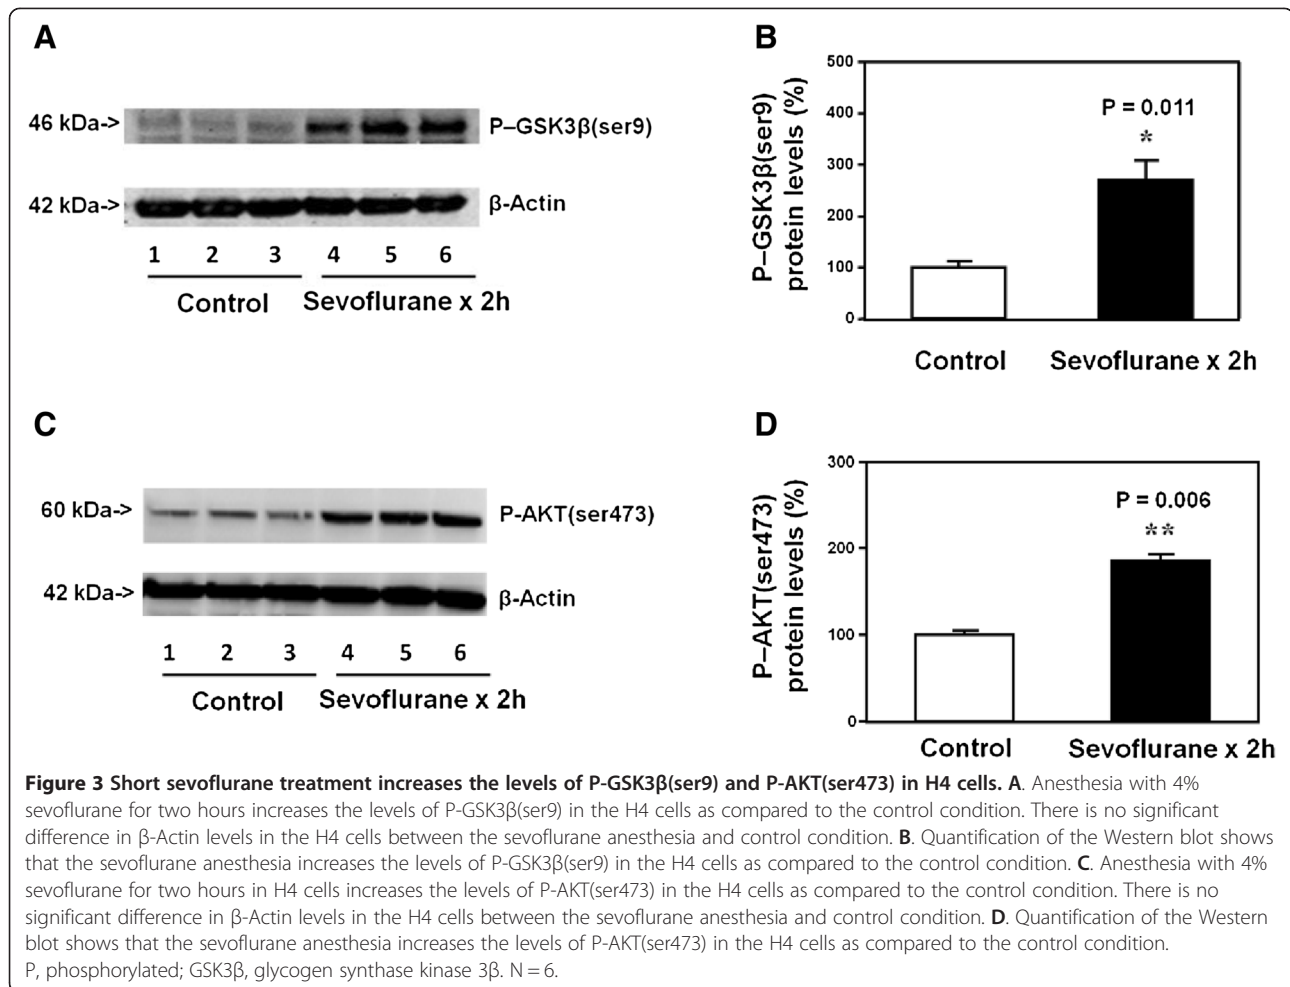 A
46 kDa->
P–GSK3β(ser9)
42 kDa->
β-Actin
1 2 3 4 5 6
Control Sevoflurane x 2h
B
P–GSK3β(ser9)
protein levels (%)
500
400
300
200
100
0
P = 0.011
*
Control Sevoflurane x 2h
C
60 kDa->
P-AKT(ser473)
42 kDa->
β-Actin
1 2 3 4 5 6
Control Sevoflurane x 2h
D
P–AKT(ser473)
protein levels (%)
300
200
100
0
P = 0.006
**
Control Sevoflurane x 2h
Figure 3 Short sevoflurane treatment increases the levels of P-GSK3β(ser9) and P-AKT(ser473) in H4 cells. A. Anesthesia with 4%
sevoflurane for two hours increases the levels of P-GSK3β(ser9) in the H4 cells as compared to the control condition. There is no significant
difference in β-Actin levels in the H4 cells between the sevoflurane anesthesia and control condition. B. Quantification of the Western blot shows
that the sevoflurane anesthesia increases the levels of P-GSK3β(ser9) in the H4 cells as compared to the control condition. C. Anesthesia with 4%
sevoflurane for two hours in H4 cells increases the levels of P-AKT(ser473) in the H4 cells as compared to the control condition. There is no
significant difference in β-Actin levels in the H4 cells between the sevoflurane anesthesia and control condition. D. Quantification of the Western
blot shows that the sevoflurane anesthesia increases the levels of P-AKT(ser473) in the H4 cells as compared to the control condition.
P, phosphorylated; GSK3β, glycogen synthase kinase 3β. N = 6.